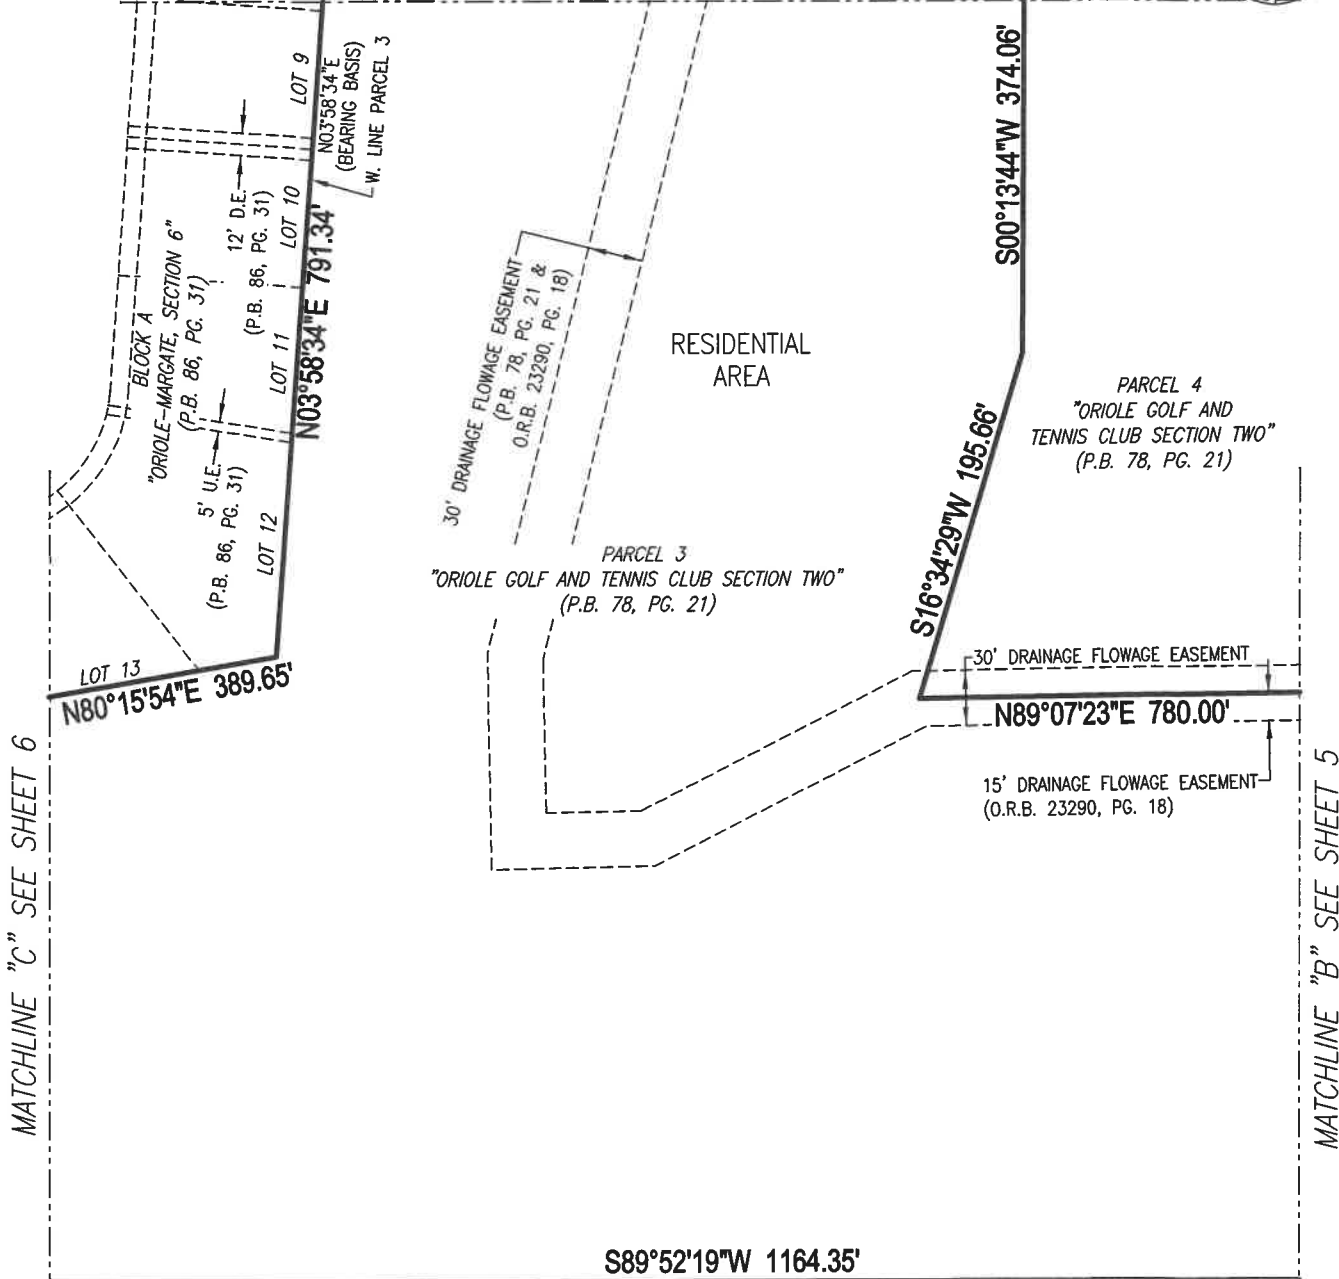 LOT 9
N03°58'34"E
(BEARING BASIS)
W. LINE PARCEL 3
12' D.E.
(P.B. 86, PG. 31)
LOT 10
N03°58'34"E 791.34'
BLOCK A
"ORIOLE-MARGATE, SECTION 6"
(P.B. 86, PG. 31)
LOT 11
5' U.E.
(P.B. 86, PG. 31)
LOT 12
LOT 13
N80°15'54"E 389.65'
30' DRAINAGE FLOWAGE EASEMENT
(P.B. 78, PG. 21 &
O.R.B. 23290, PG. 18)
RESIDENTIAL
AREA
S00°13'44"W 374.06'
PARCEL 4
"ORIOLE GOLF AND
TENNIS CLUB SECTION TWO"
(P.B. 78, PG. 21)
S16°34'29"W 195.66'
PARCEL 3
"ORIOLE GOLF AND TENNIS CLUB SECTION TWO"
(P.B. 78, PG. 21)
30' DRAINAGE FLOWAGE EASEMENT
N89°07'23"E 780.00'
15' DRAINAGE FLOWAGE EASEMENT
(O.R.B. 23290, PG. 18)
MATCHLINE "C" SEE SHEET 6
MATCHLINE "B" SEE SHEET 5
S89°52'19"W 1164.35'